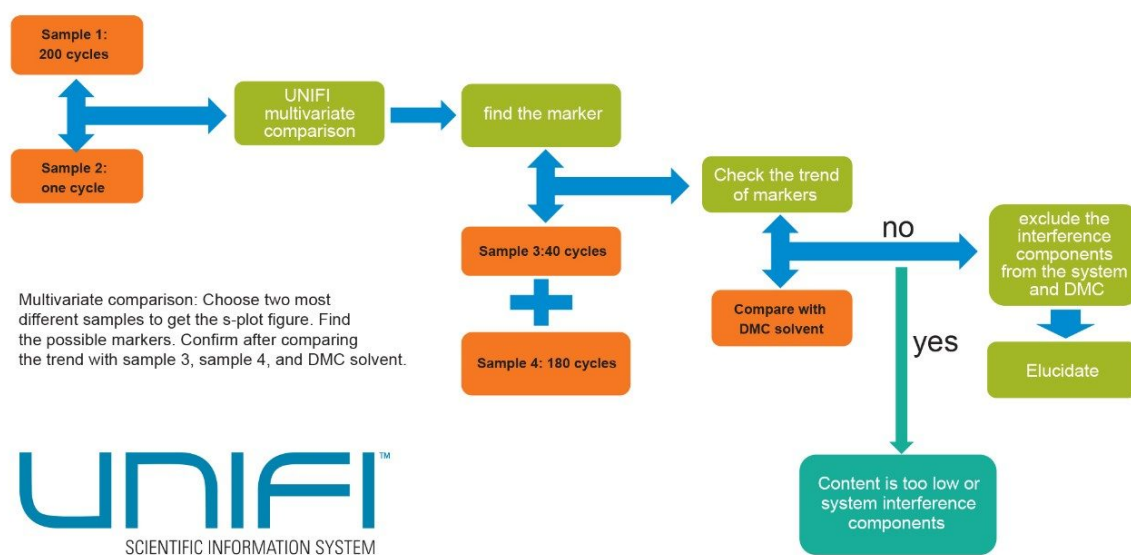 Sample 1:
200 cycles
Sample 2:
one cycle
UNIFI
multivariate
comparison
find the marker
Sample 3:40 cycles
Sample 4: 180 cycles
Check the trend
of markers
Compare with
DMC solvent
no
yes
exclude the
interference
components
from the system
and DMC
Elucidate
Content is too low or
system interference
components
Multivariate comparison: Choose two most
different samples to get the s-plot figure. Find
the possible markers. Confirm after comparing
the trend with sample 3, sample 4, and DMC solvent.
UNIFI™
SCIENTIFIC INFORMATION SYSTEM